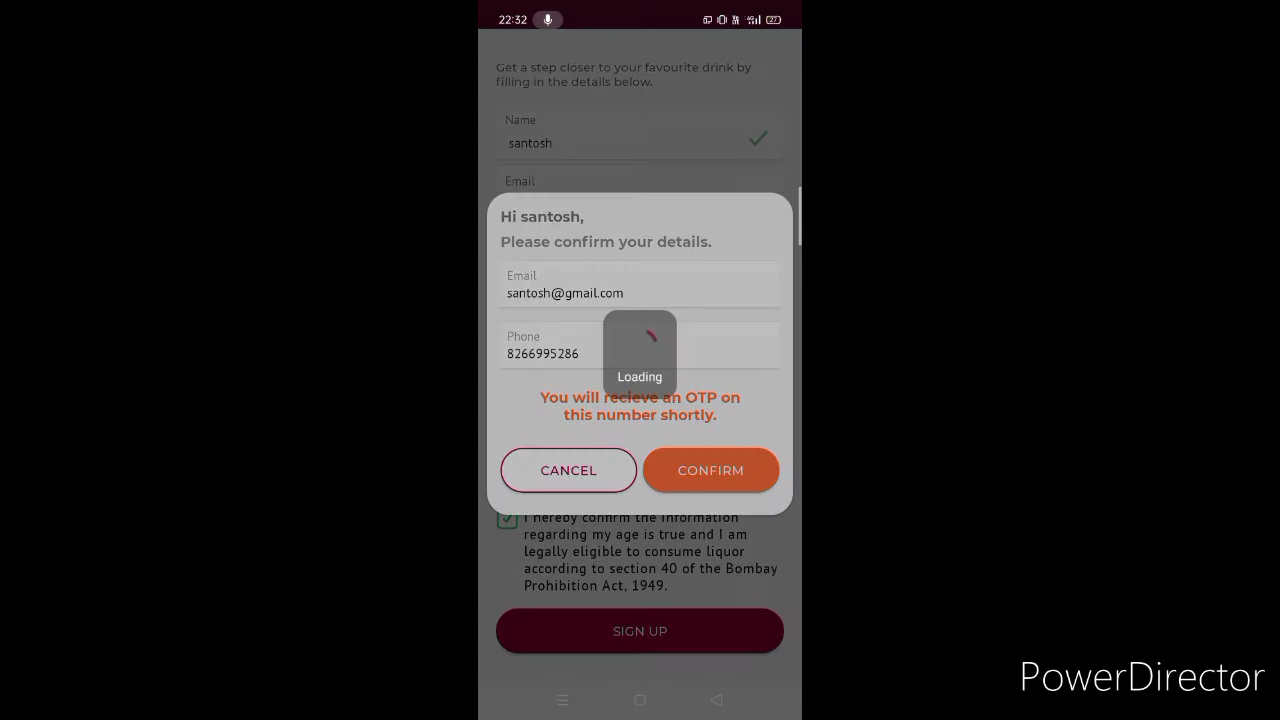 22:32
27
Get a step closer to your favourite drink by
filling in the details below.
Name
santosh
Email
Hi santosh,
Please confirm your details.
Email
santosh@gmail.com
Phone
8266995286
Loading
You will recieve an OTP on
this number shortly.
CANCEL
CONFIRM
I hereby confirm the information
regarding my age is true and I am
legally eligible to consume liquor
according to section 40 of the Bombay
Prohibition Act, 1949.
SIGN UP
PowerDirector